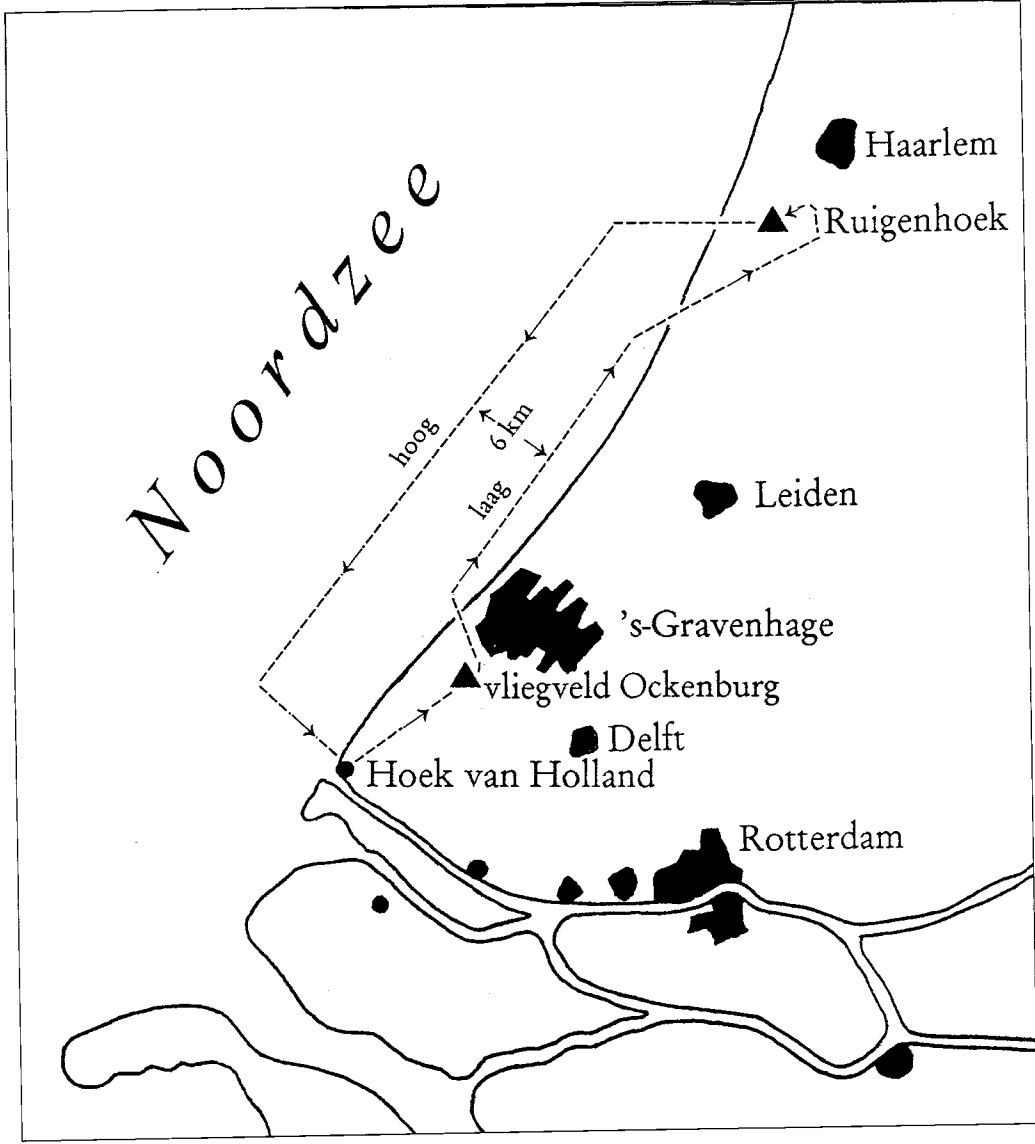 Haarlem
Ruigenhoek
Noordzee
hoog
6 km
laag
Leiden
's-Gravenhage
vliegveld Ockenburg
Delft
Hoek van Holland
Rotterdam